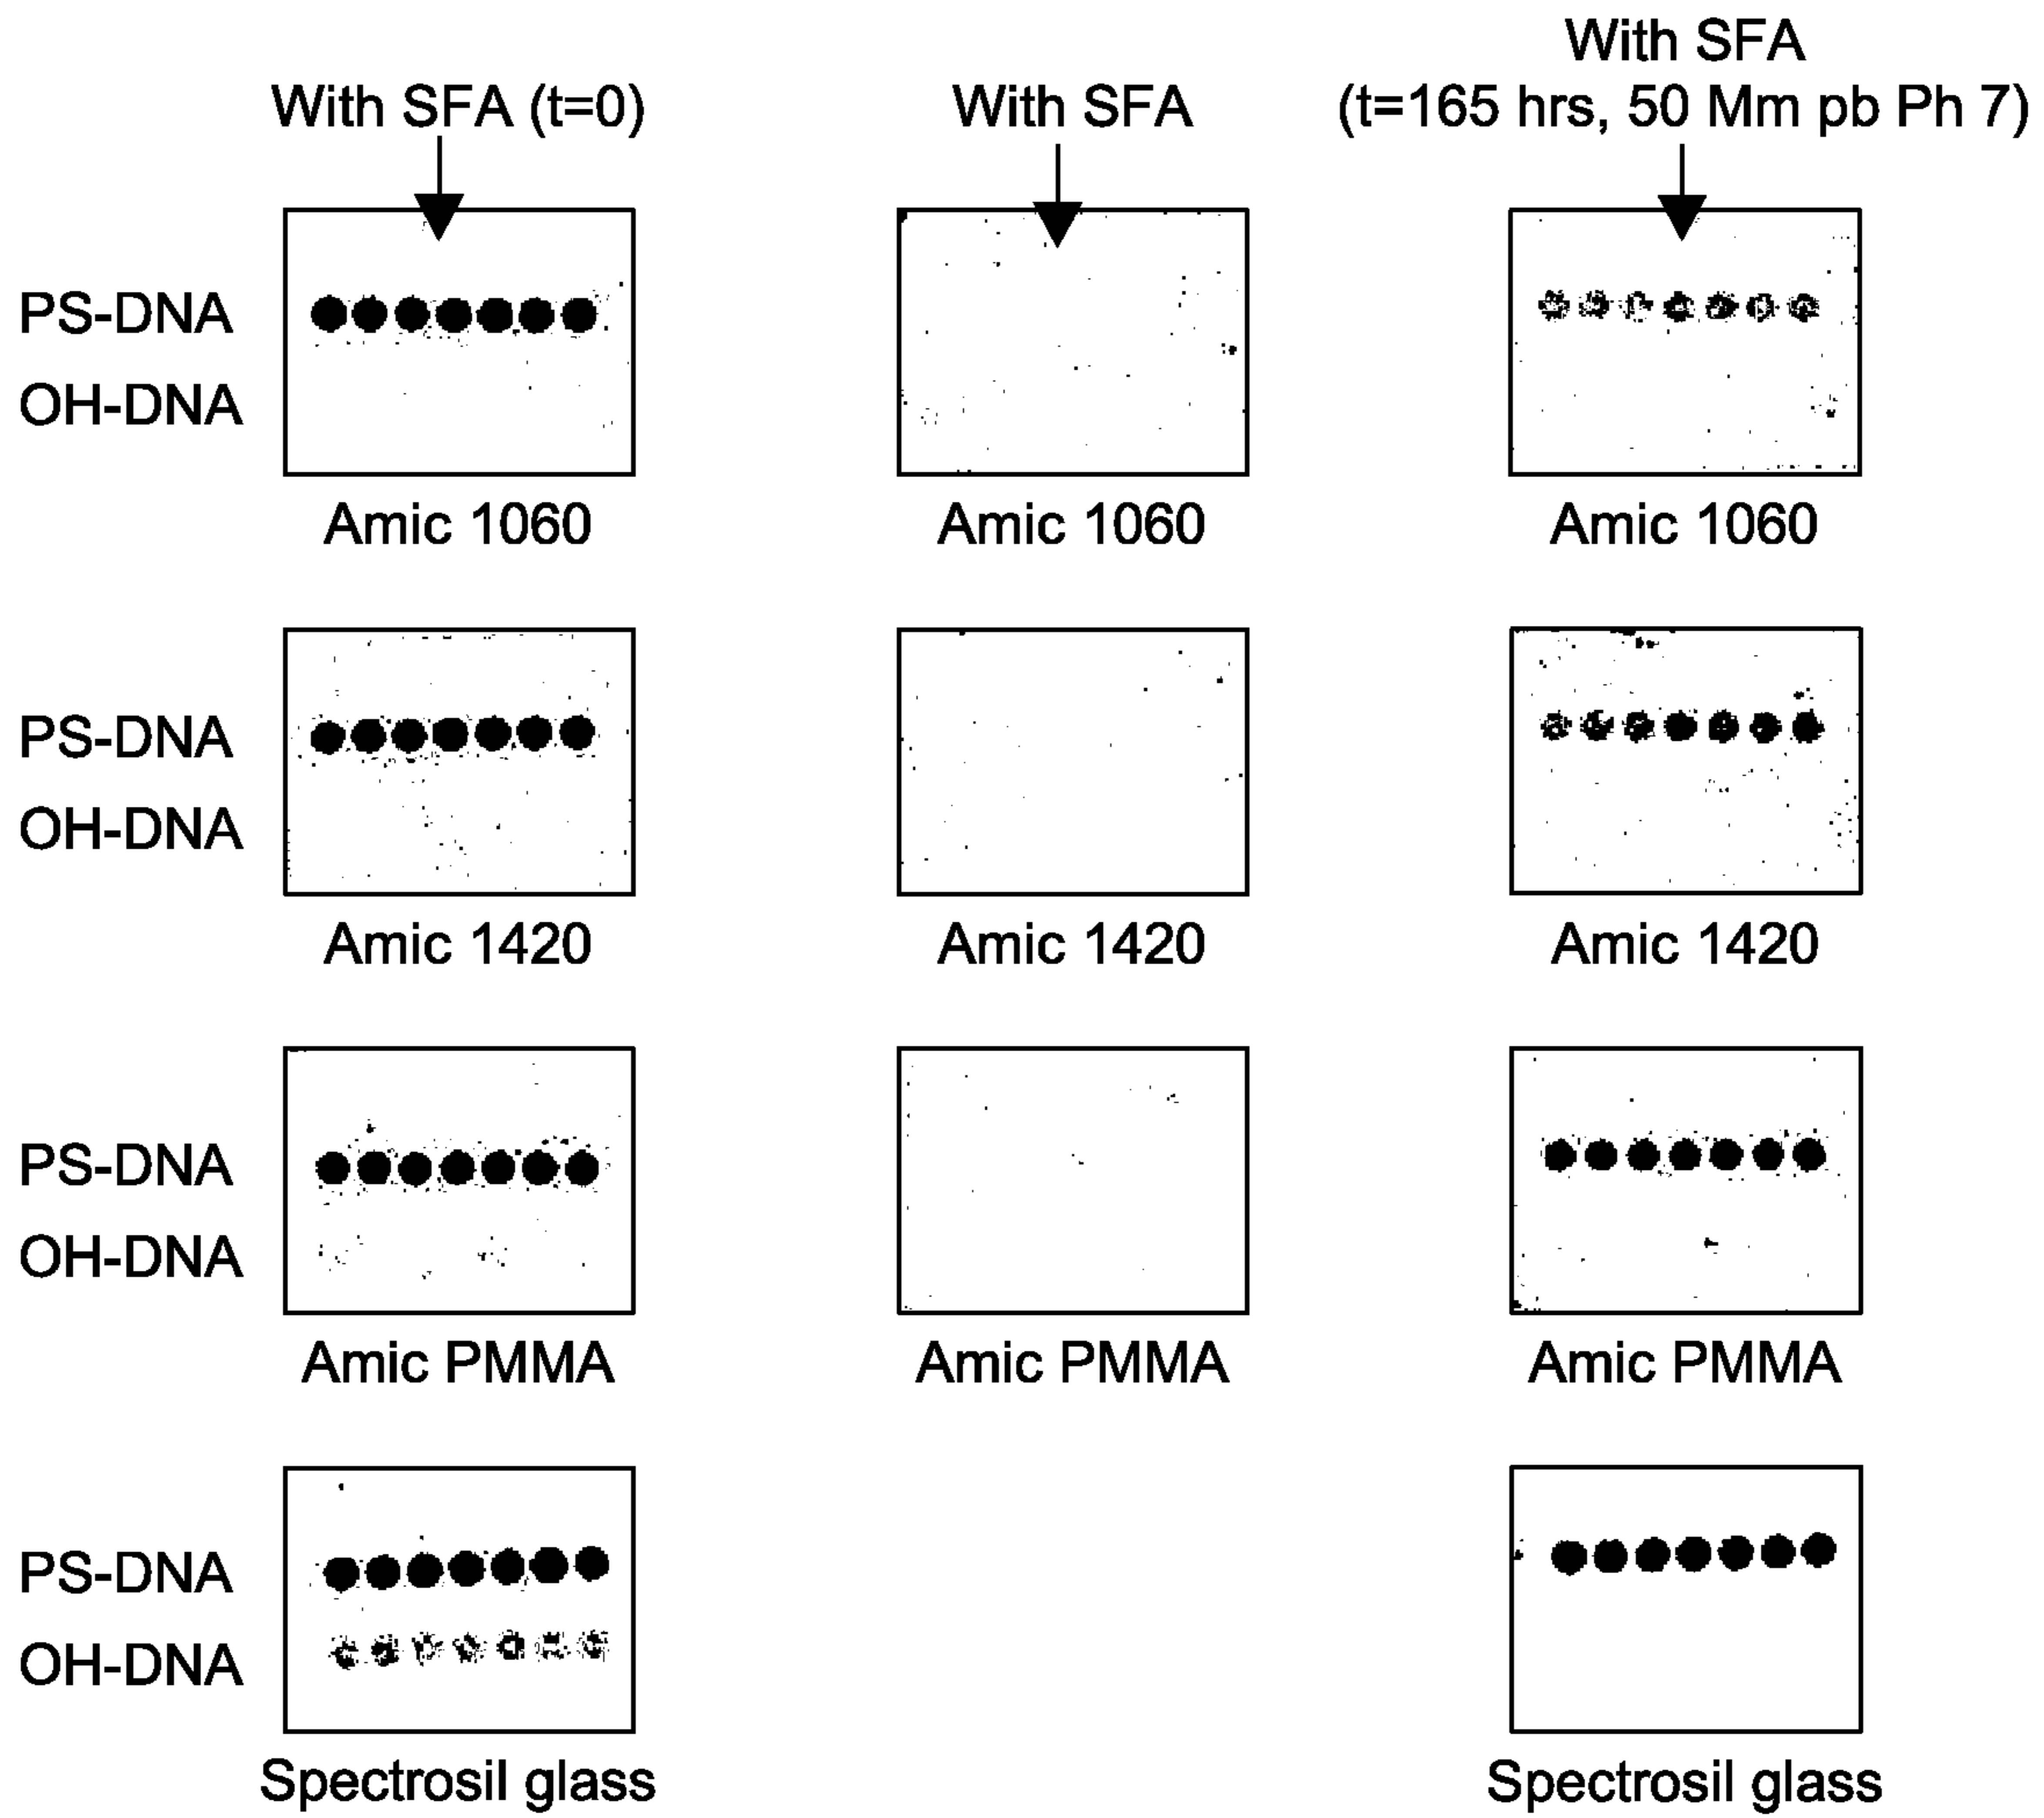 With SFA (t=0)
With SFA
With SFA
(t=165 hrs, 50 Mm pb Ph 7)
PS-DNA
OH-DNA
Amic 1060
Amic 1060
Amic 1060
PS-DNA
OH-DNA
Amic 1420
Amic 1420
Amic 1420
PS-DNA
OH-DNA
Amic PMMA
Amic PMMA
Amic PMMA
PS-DNA
OH-DNA
Spectrosil glass
Spectrosil glass